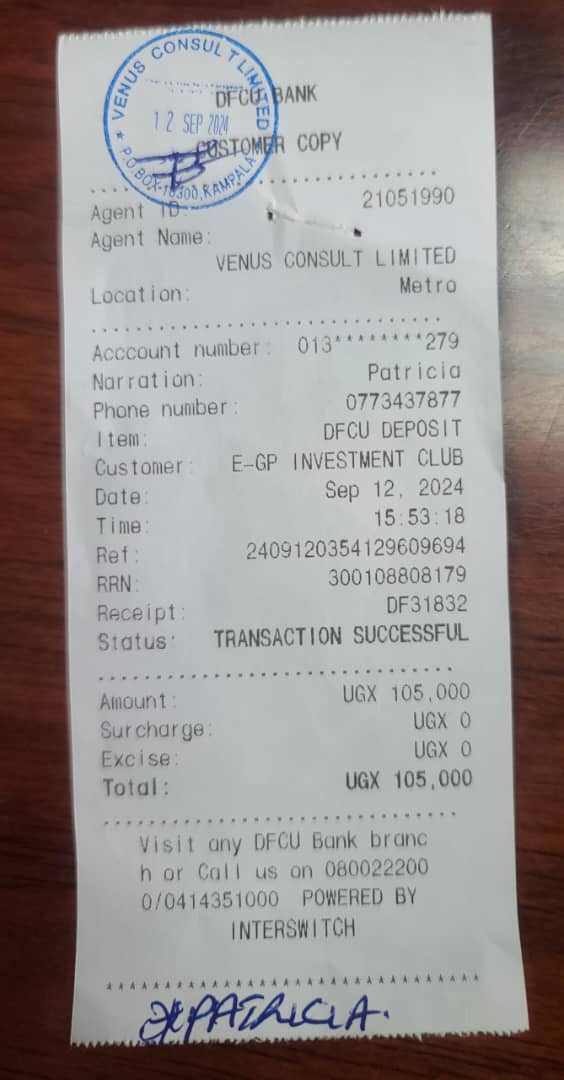 VENUS CONSULT LIMITED
12 SEP 2024
P.O.BOX-16300, KAMPALA
DFCU BANK
CUSTOMER COPY
Agent ID 21051990
Agent Name:
VENUS CONSULT LIMITED
Location: Metro
Acccount number: 013********279
Narration: Patricia
Phone number: 0773437877
Item: DFCU DEPOSIT
Customer: E-GP INVESTMENT CLUB
Date: Sep 12, 2024
Time: 15:53:18
Ref: 2409120354129609694
RRN: 300108808179
Receipt: DF31832
Status: TRANSACTION SUCCESSFUL
Amount: UGX 105,000
Surcharge: UGX 0
Excise: UGX 0
Total: UGX 105,000
Visit any DFCU Bank branc
h or Call us on 080022200
0/0414351000 POWERED BY
INTERSWITCH
PATRICIA.